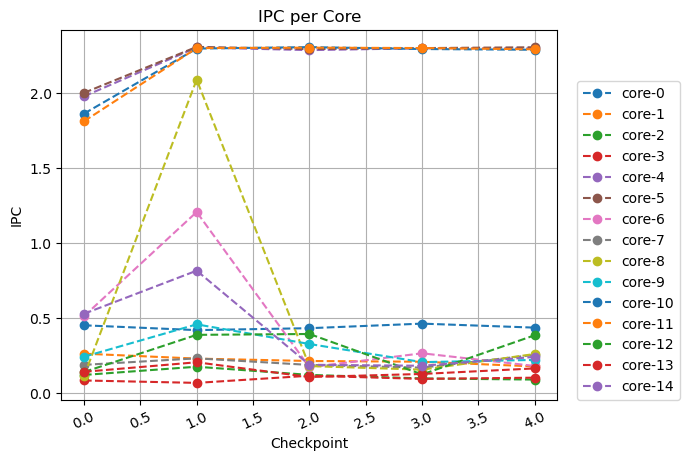 IPC per Core
IPC
2.0
1.5
1.0
0.5
0.0
0.0 0.5 1.0 1.5 2.0 2.5 3.0 3.5 4.0
Checkpoint
core-0
core-1
core-2
core-3
core-4
core-5
core-6
core-7
core-8
core-9
core-10
core-11
core-12
core-13
core-14